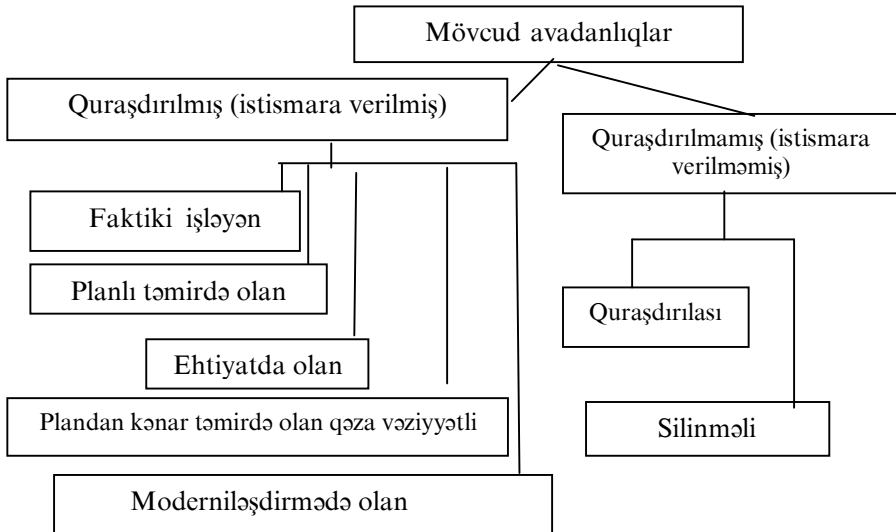 Mövcud avadanlıqlar
Quraşdırılmış (istismara verilmiş)
Quraşdırılmamış (istismara
verilməmiş)
Faktiki işləyən
Planlı təmirdə olan
Quraşdırılası
Ehtiyatda olan
Plandan kənar təmirdə olan qəza vəziyyətli
Silinməli
Moderniləşdirmədə olan